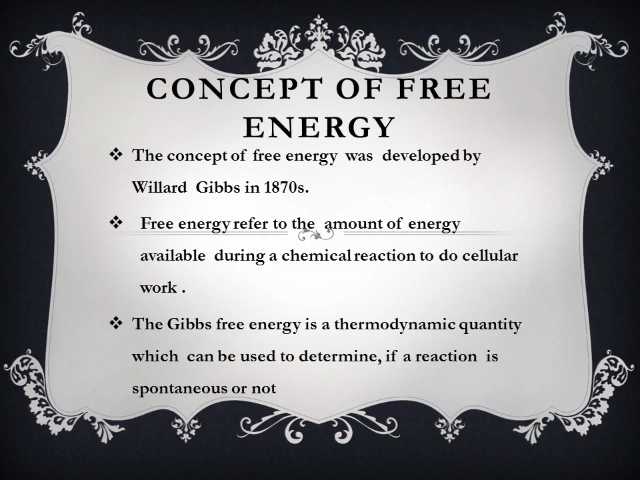 CONCEPT OF FREE
ENERGY
❖ The concept of free energy was developed by
Willard Gibbs in 1870s.
❖ Free energy refer to the amount of energy
available during a chemical reaction to do cellular
work .
❖ The Gibbs free energy is a thermodynamic quantity
which can be used to determine, if a reaction is
spontaneous or not